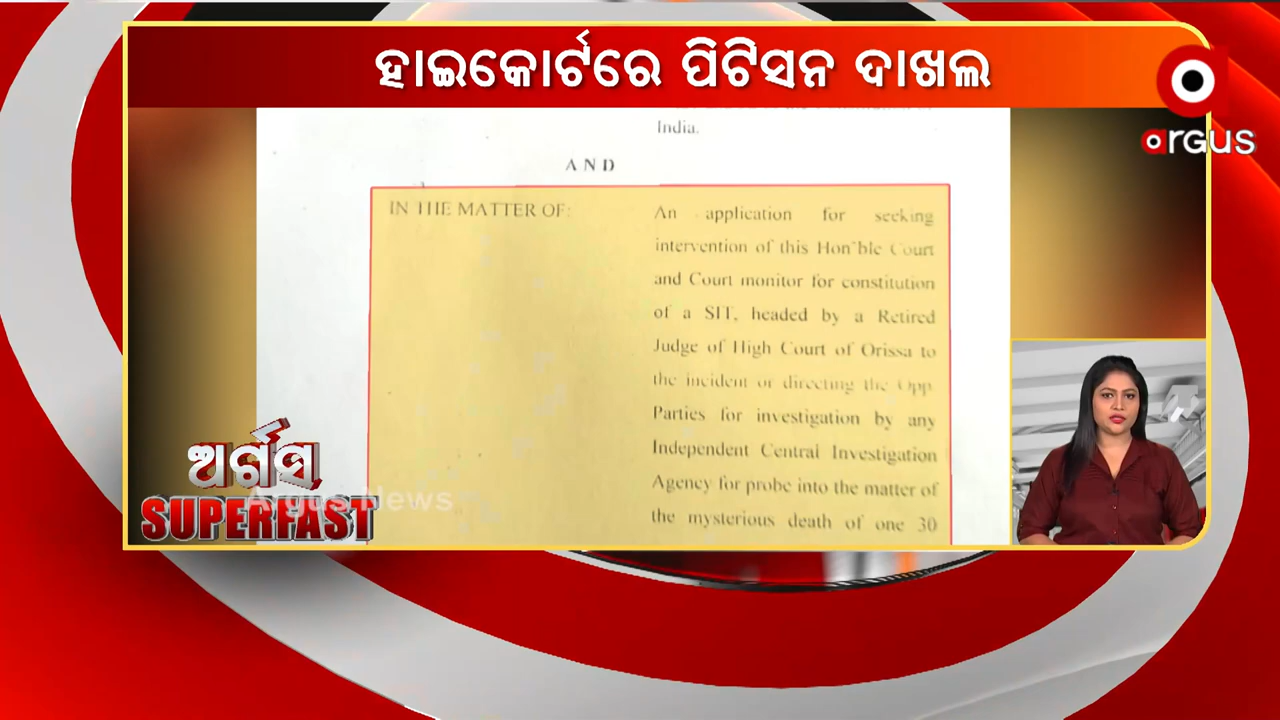 ହାଇକୋର୍ଟରେ ପିଟିସନ ଦାଖଲ
argus
India.
AND
IN THE MATTER OF:
An application for seeking
intervention of this Hon'ble Court
and Court monitor for constitution
of a SIT, headed by a Retired
Judge of High Court of Orissa to
the incident or directing the Opp.
Parties for investigation by any
Independent Central Investigation
Agency for probe into the matter of
the mysterious death of one 30
ଅର୍ଗସ
SUPERFAST
Argus News